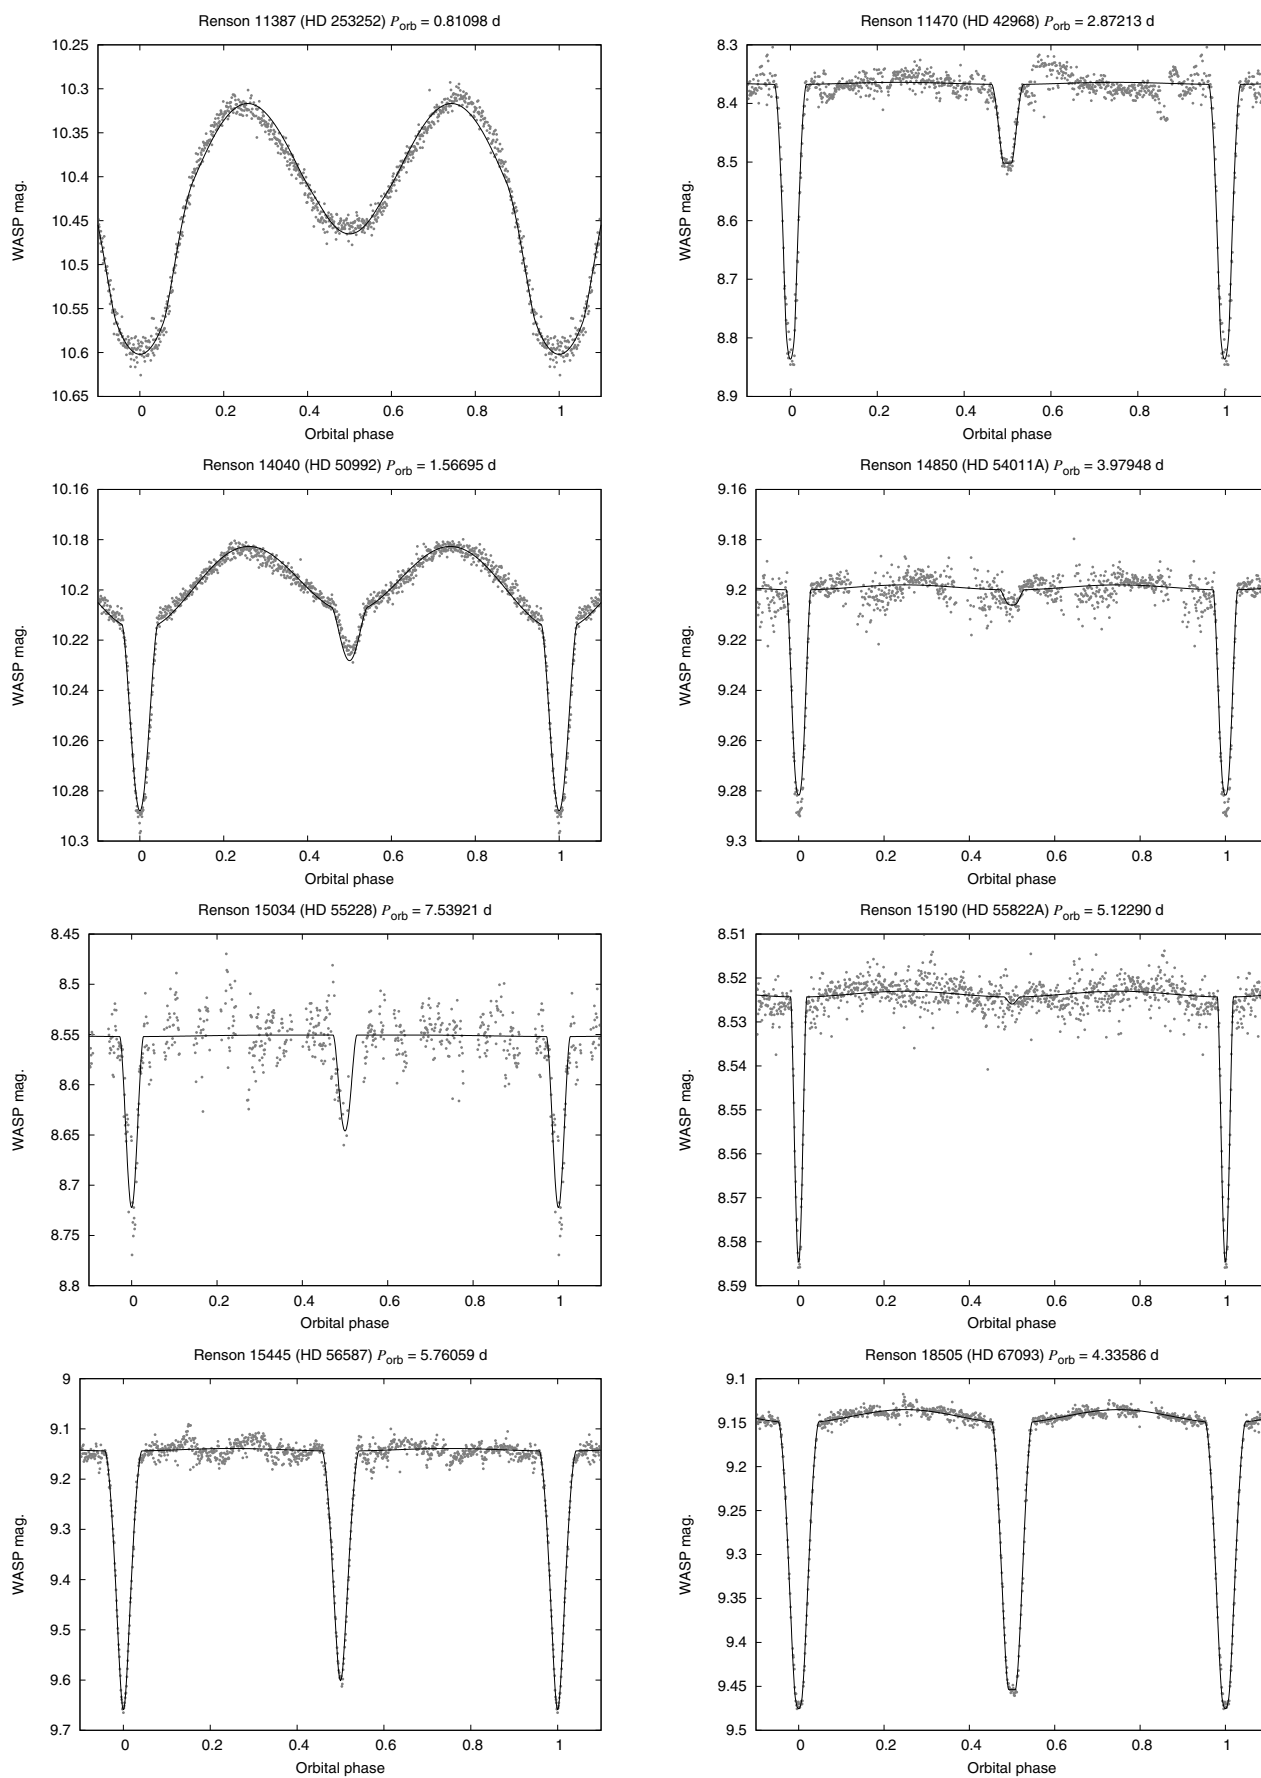 Renson 11387 (HD 253252) Porb = 0.81098 d
10.25
10.3
10.35
10.4
10.45
10.5
10.55
10.6
10.65
WASP mag.
0 0.2 0.4 0.6 0.8 1
Orbital phase
Renson 11470 (HD 42968) Porb = 2.87213 d
8.3
8.4
8.5
8.6
8.7
8.8
8.9
WASP mag.
0 0.2 0.4 0.6 0.8 1
Orbital phase
Renson 14040 (HD 50992) Porb = 1.56695 d
10.16
10.18
10.2
10.22
10.24
10.26
10.28
10.3
WASP mag.
0 0.2 0.4 0.6 0.8 1
Orbital phase
Renson 14850 (HD 54011A) Porb = 3.97948 d
9.16
9.18
9.2
9.22
9.24
9.26
9.28
9.3
WASP mag.
0 0.2 0.4 0.6 0.8 1
Orbital phase
Renson 15034 (HD 55228) Porb = 7.53921 d
8.45
8.5
8.55
8.6
8.65
8.7
8.75
8.8
WASP mag.
0 0.2 0.4 0.6 0.8 1
Orbital phase
Renson 15190 (HD 55822A) Porb = 5.12290 d
8.51
8.52
8.53
8.54
8.55
8.56
8.57
8.58
8.59
WASP mag.
0 0.2 0.4 0.6 0.8 1
Orbital phase
Renson 15445 (HD 56587) Porb = 5.76059 d
9
9.1
9.2
9.3
9.4
9.5
9.6
9.7
WASP mag.
0 0.2 0.4 0.6 0.8 1
Orbital phase
Renson 18505 (HD 67093) Porb = 4.33586 d
9.1
9.15
9.2
9.25
9.3
9.35
9.4
9.45
9.5
WASP mag.
0 0.2 0.4 0.6 0.8 1
Orbital phase